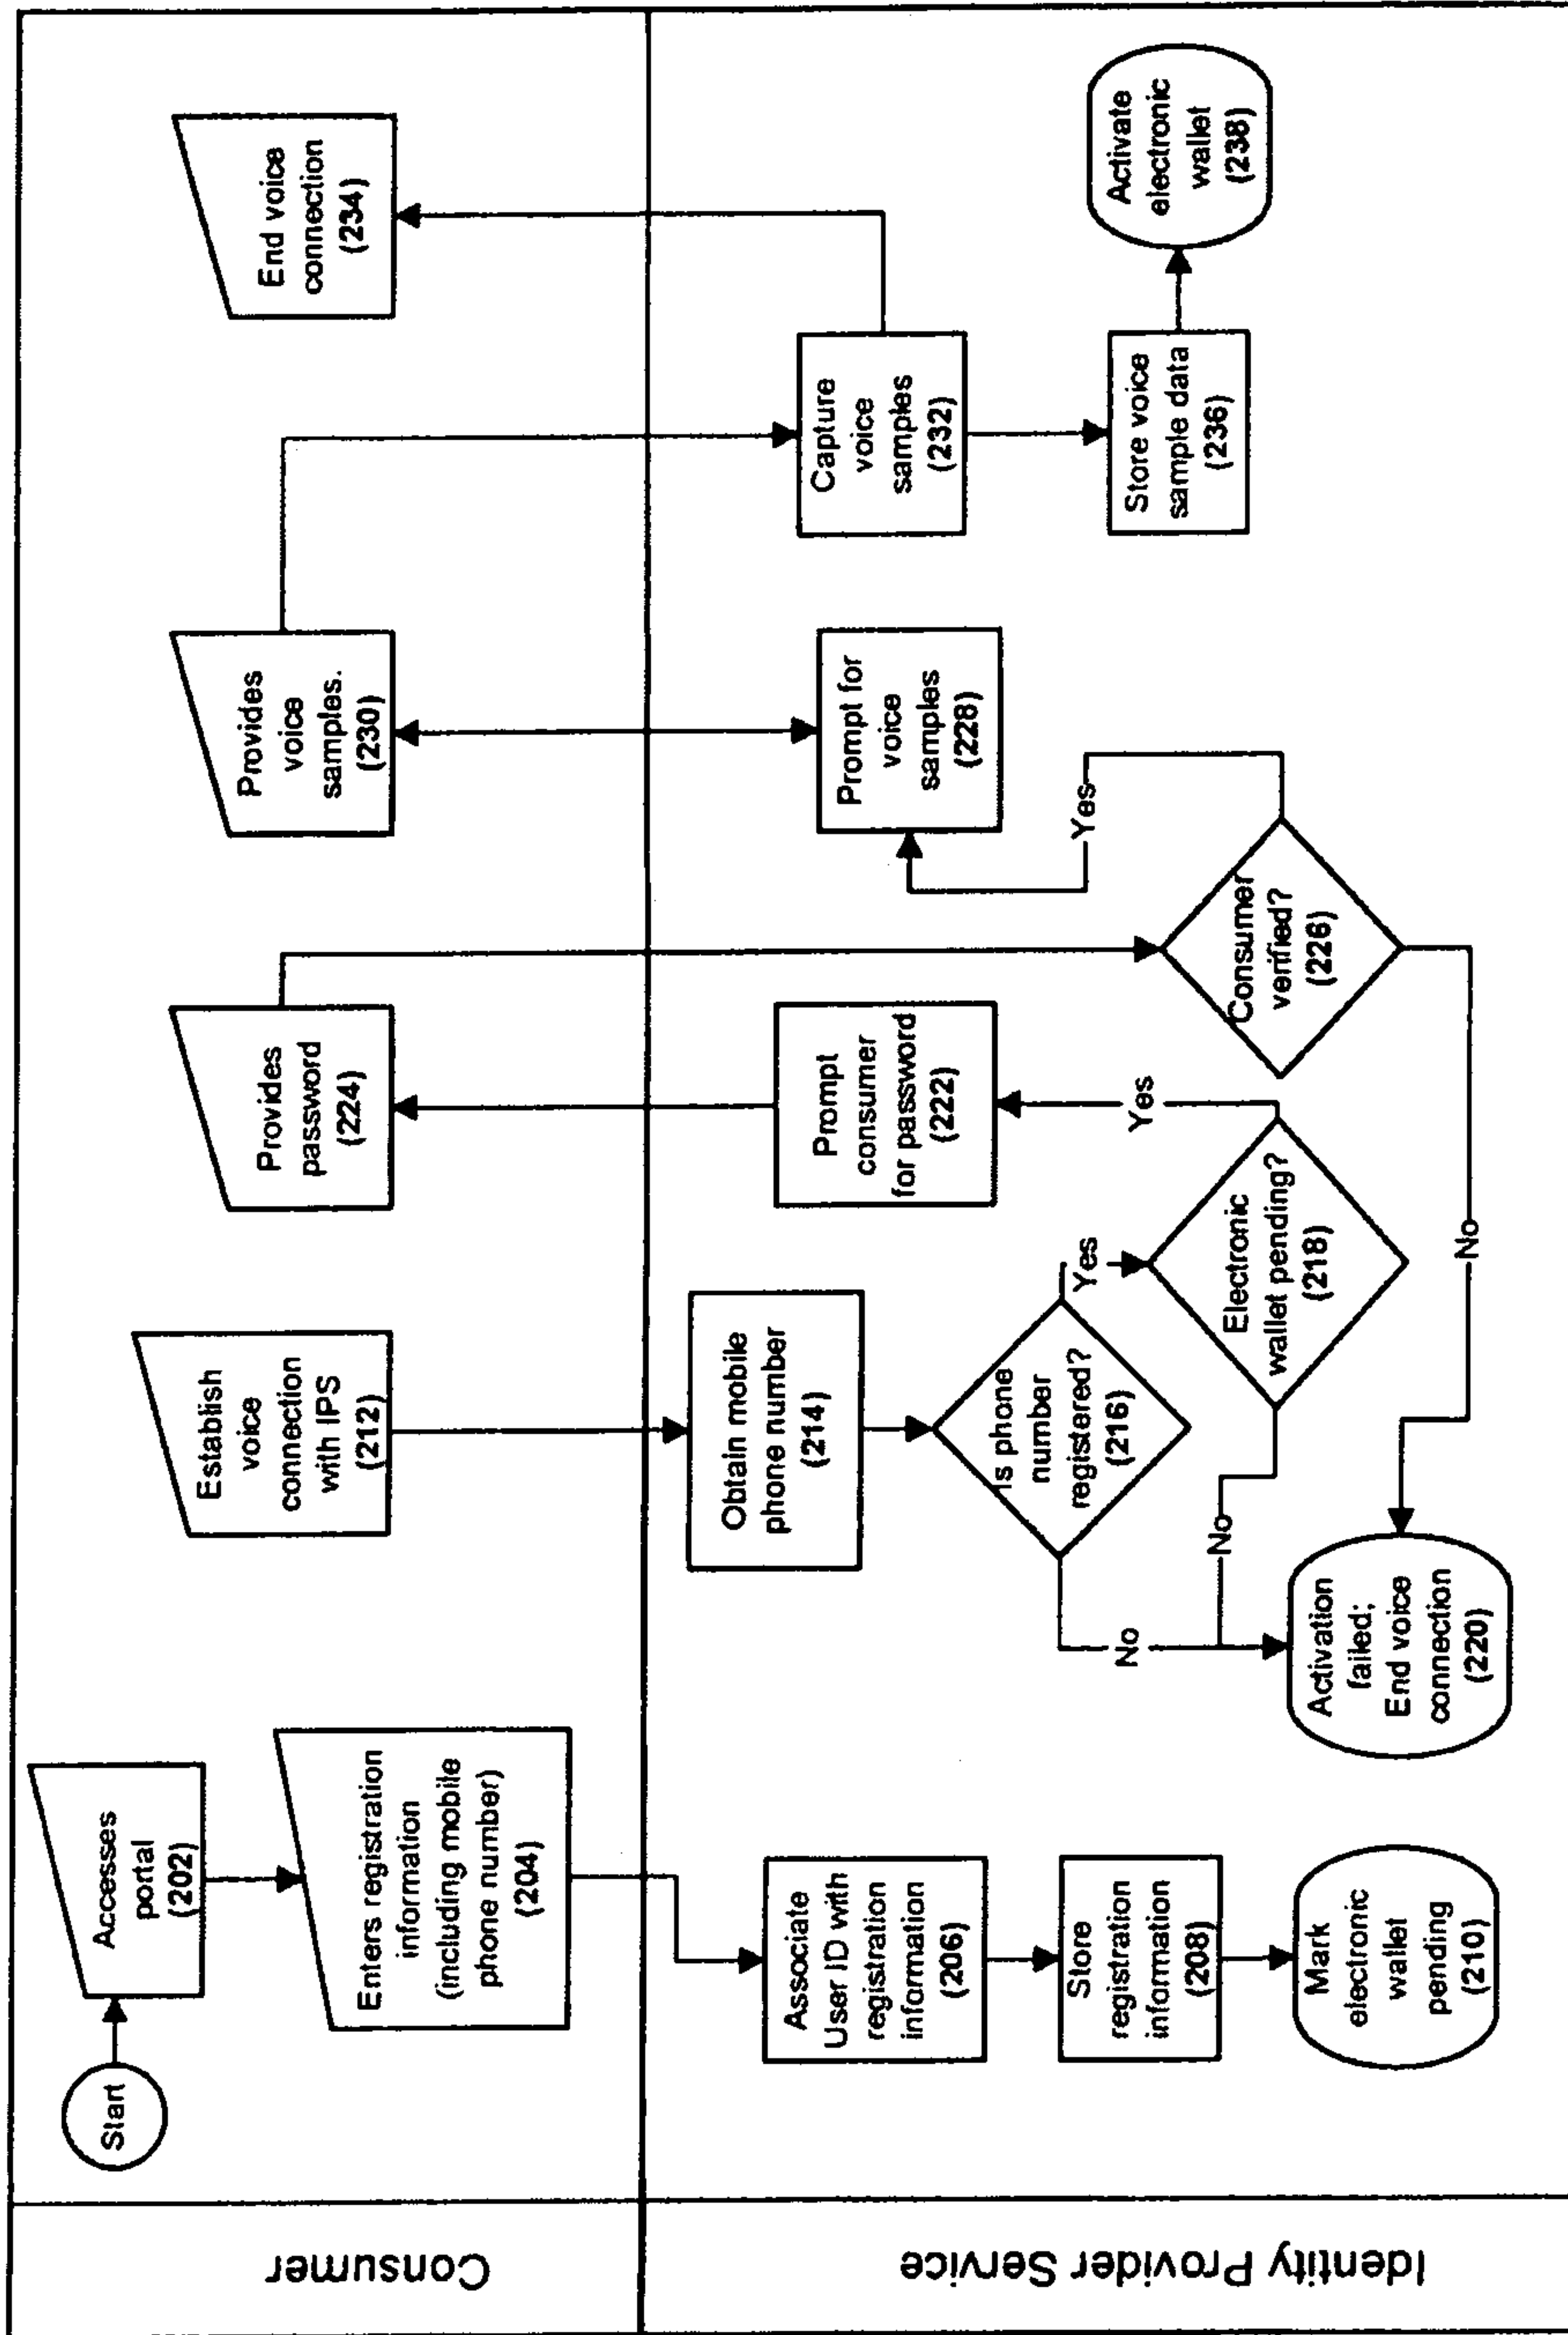 Consumer
Start
Accesses
portal
(202)
Enters registration
information
(including mobile
phone number)
(204)
Establish
voice
connection
with IPS
(212)
Provides
password
(224)
Provides
voice
samples.
(230)
End voice
connection
(234)
Identity Provider Service
Associate
User ID with
registration
information
(206)
Store
registration
information
(208)
Mark
electronic
wallet
pending
(210)
Obtain mobile
phone number
(214)
Is phone
number
registered?
(216)
No
Yes
Electronic
wallet pending?
(218)
No
Yes
Activation
failed;
End voice
connection
(220)
Prompt
consumer
for password
(222)
Consumer
verified?
(226)
No
Yes
Prompt for
voice
samples
(228)
Capture
voice
samples
(232)
Store voice
sample data
(236)
Activate
electronic
wallet
(238)